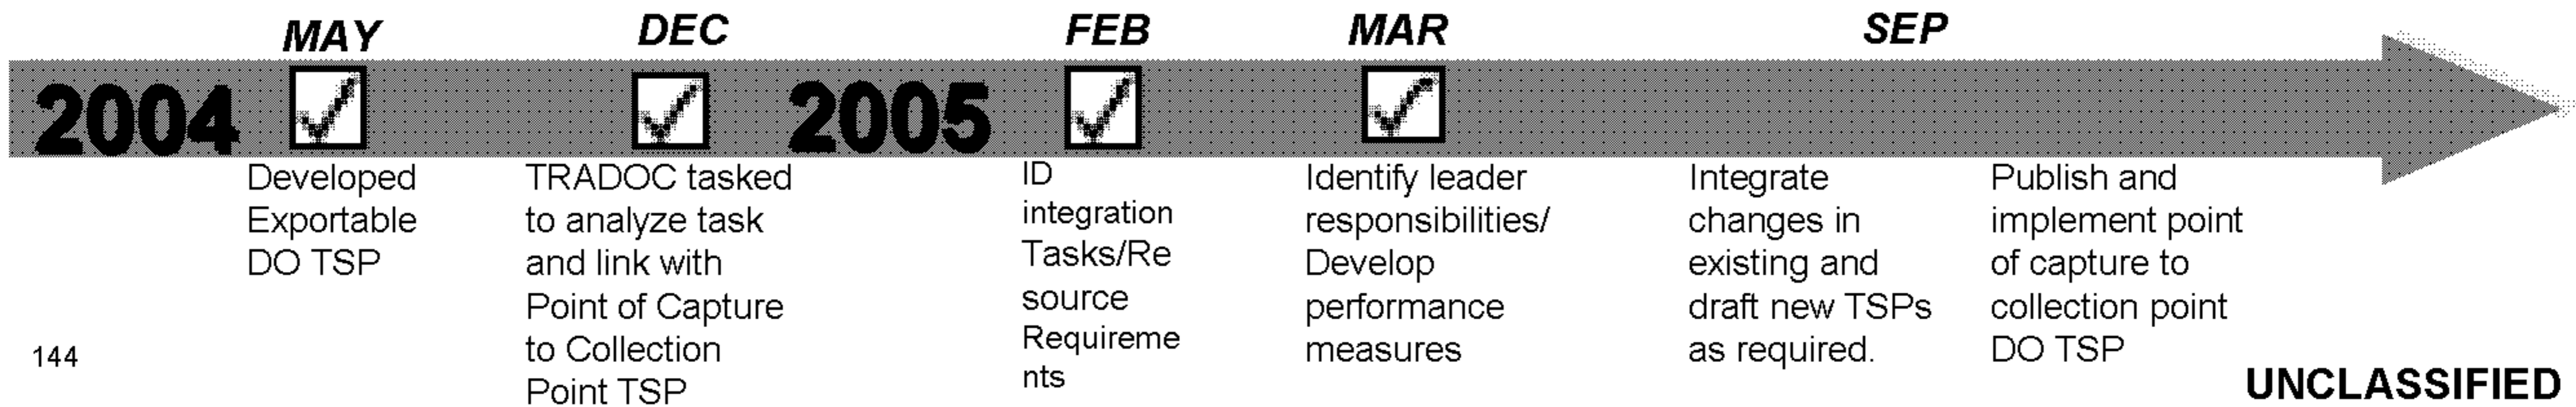 MAY
DEC
FEB
MAR
SEP
2004
2005
Developed
Exportable
DO TSP
TRADOC tasked
to analyze task
and link with
Point of Capture
to Collection
Point TSP
ID
integration
Tasks/Re
source
Requireme
nts
Identify leader
responsibilities/
Develop
performance
measures
Integrate
changes in
existing and
draft new TSPs
as required.
Publish and
implement point
of capture to
collection point
DO TSP
144
UNCLASSIFIED